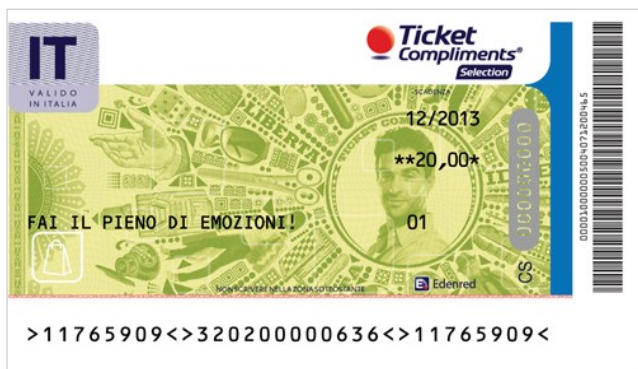 IT
VALIDO
IN ITALIA
Ticket
Compliments®
Selection
SCADENZA
12/2013
**20,00*
LIBERTY
FAI IL PIENO DI EMOZIONI!
01
CS
NON SCRIVERE NELLA ZONA SOTTOSTANTE
Edenred
>11765909<>320200000636<>11765909<